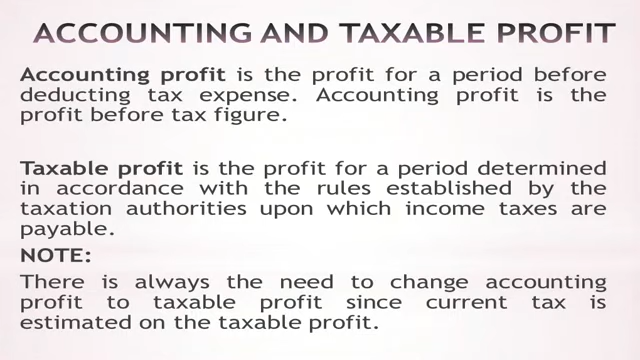 ACCOUNTING AND TAXABLE PROFIT
Accounting profit is the profit for a period before
deducting tax expense. Accounting profit is the
profit before tax figure.
Taxable profit is the profit for a period determined
in accordance with the rules established by the
taxation authorities upon which income taxes are
payable.
NOTE:
There is always the need to change accounting
profit to taxable profit since current tax is
estimated on the taxable profit.